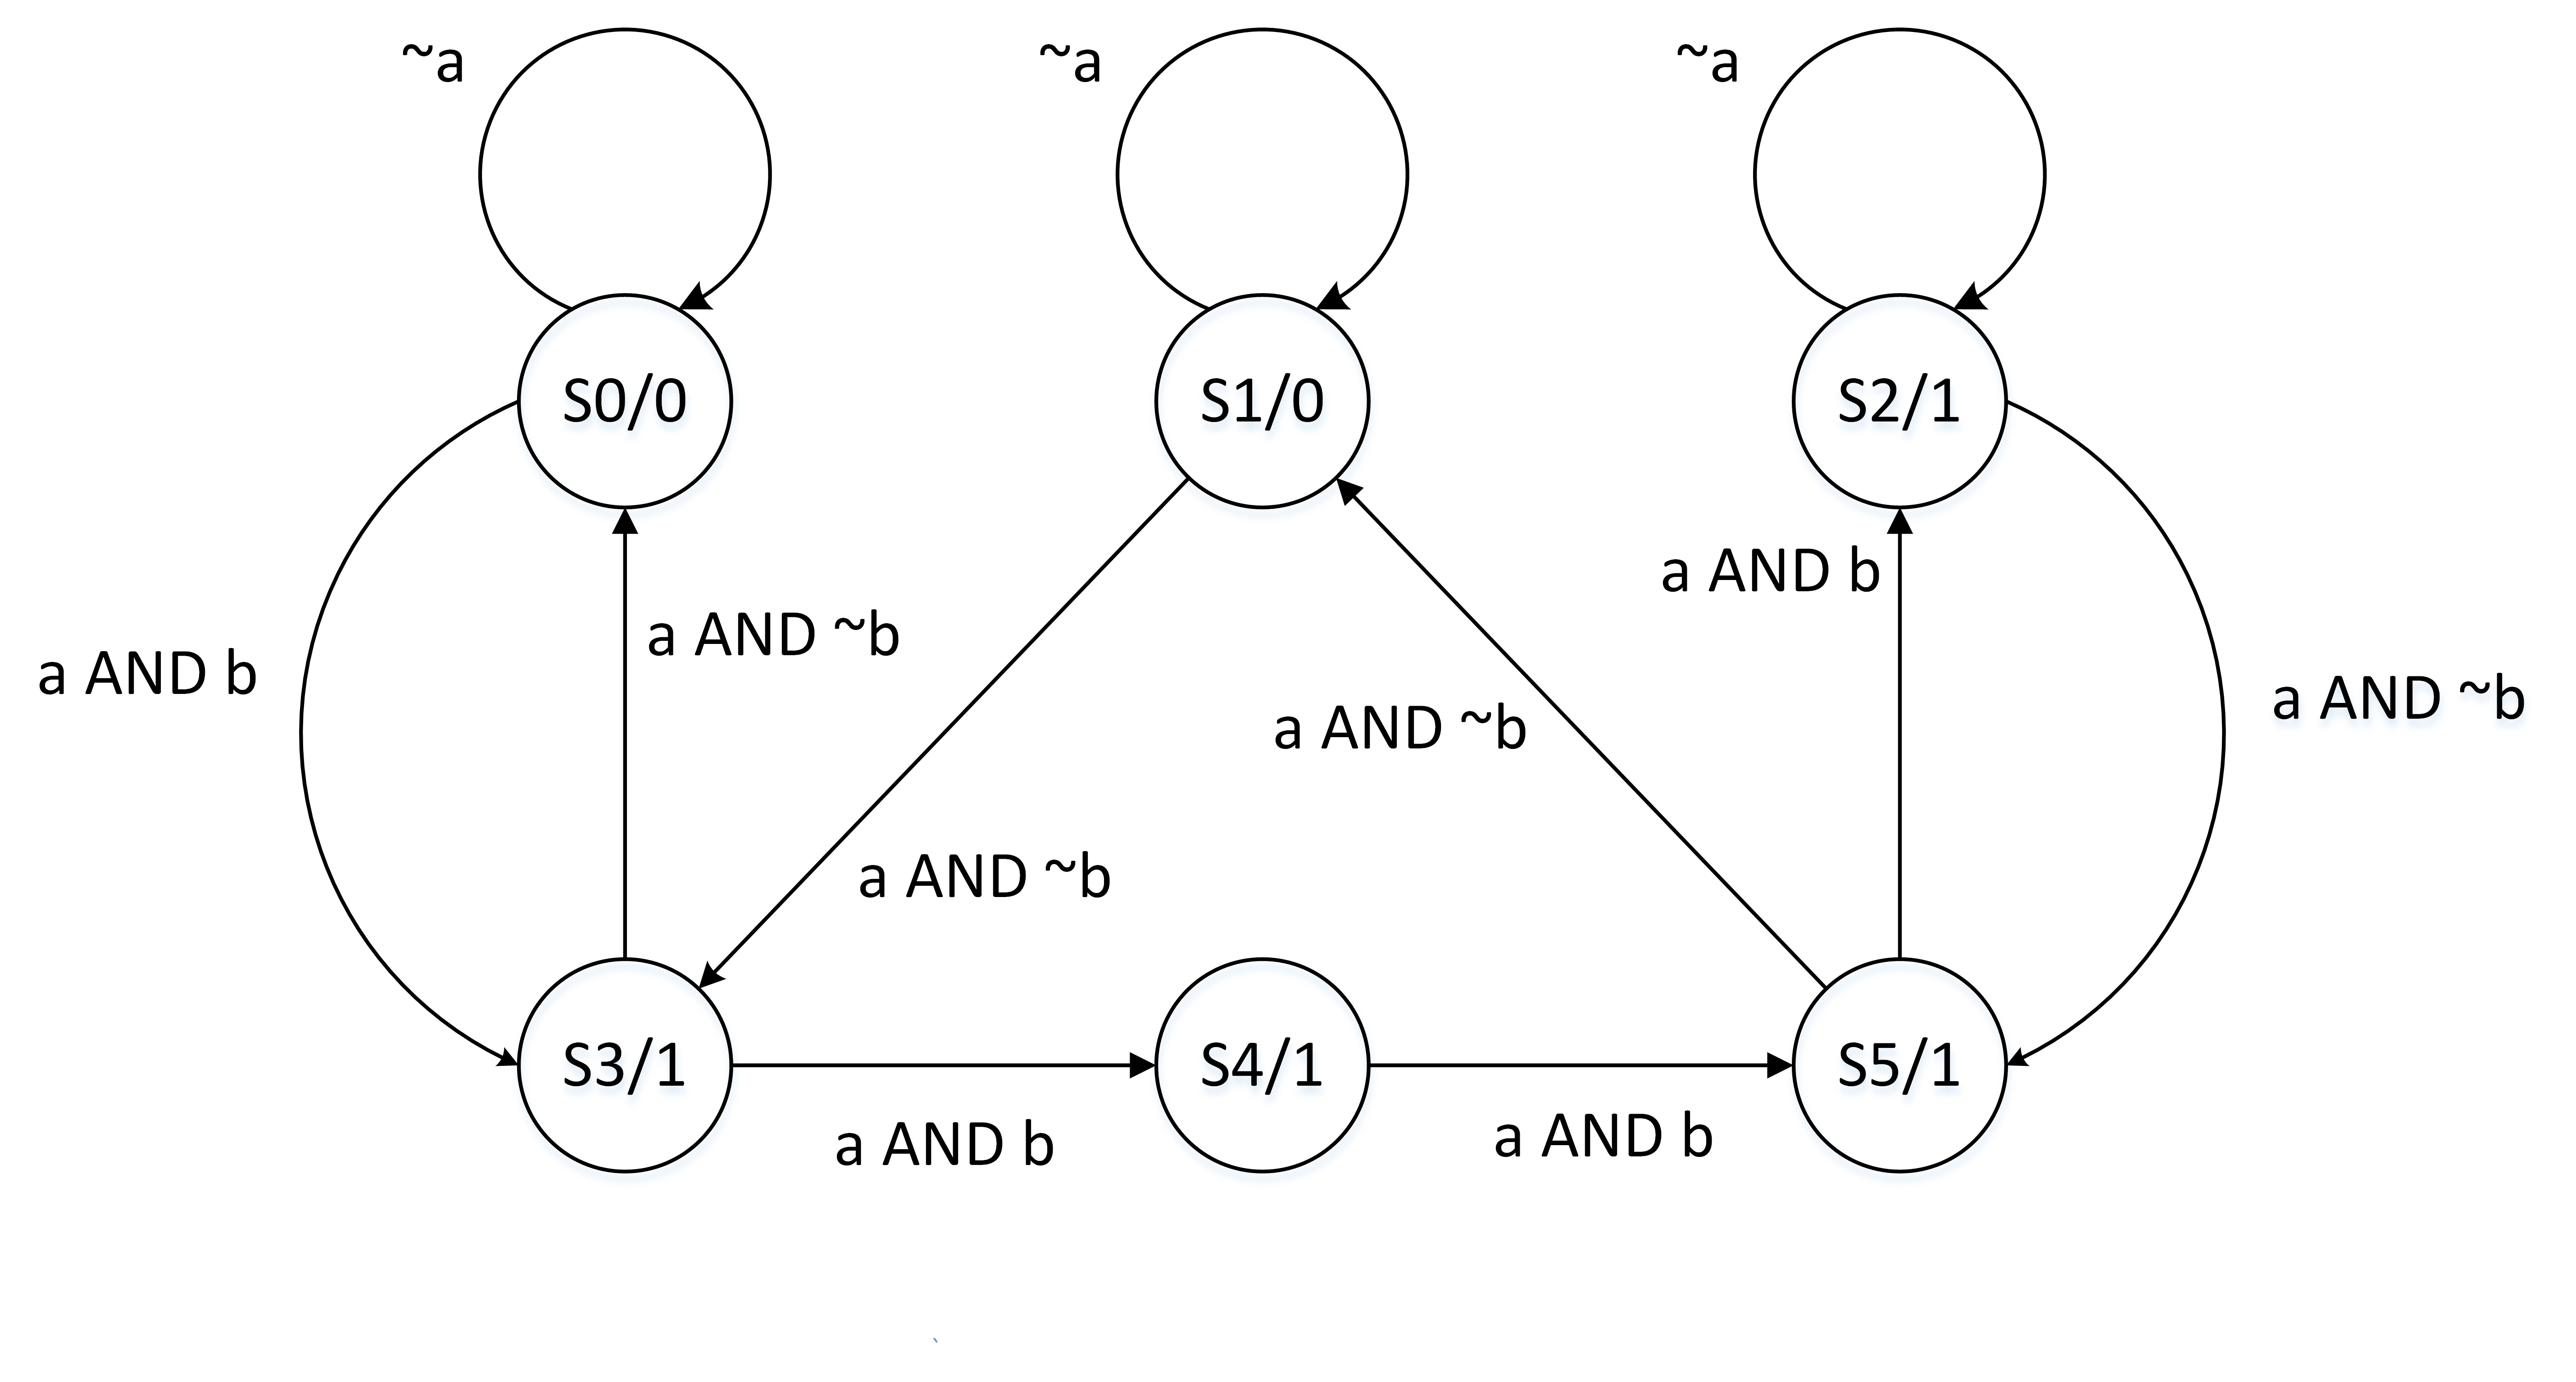 ~a
~a
~a
S0/0
S1/0
S2/1
a AND b
a AND ~b
a AND ~b
a AND ~b
a AND b
a AND ~b
S3/1
S4/1
S5/1
a AND b
a AND b
`